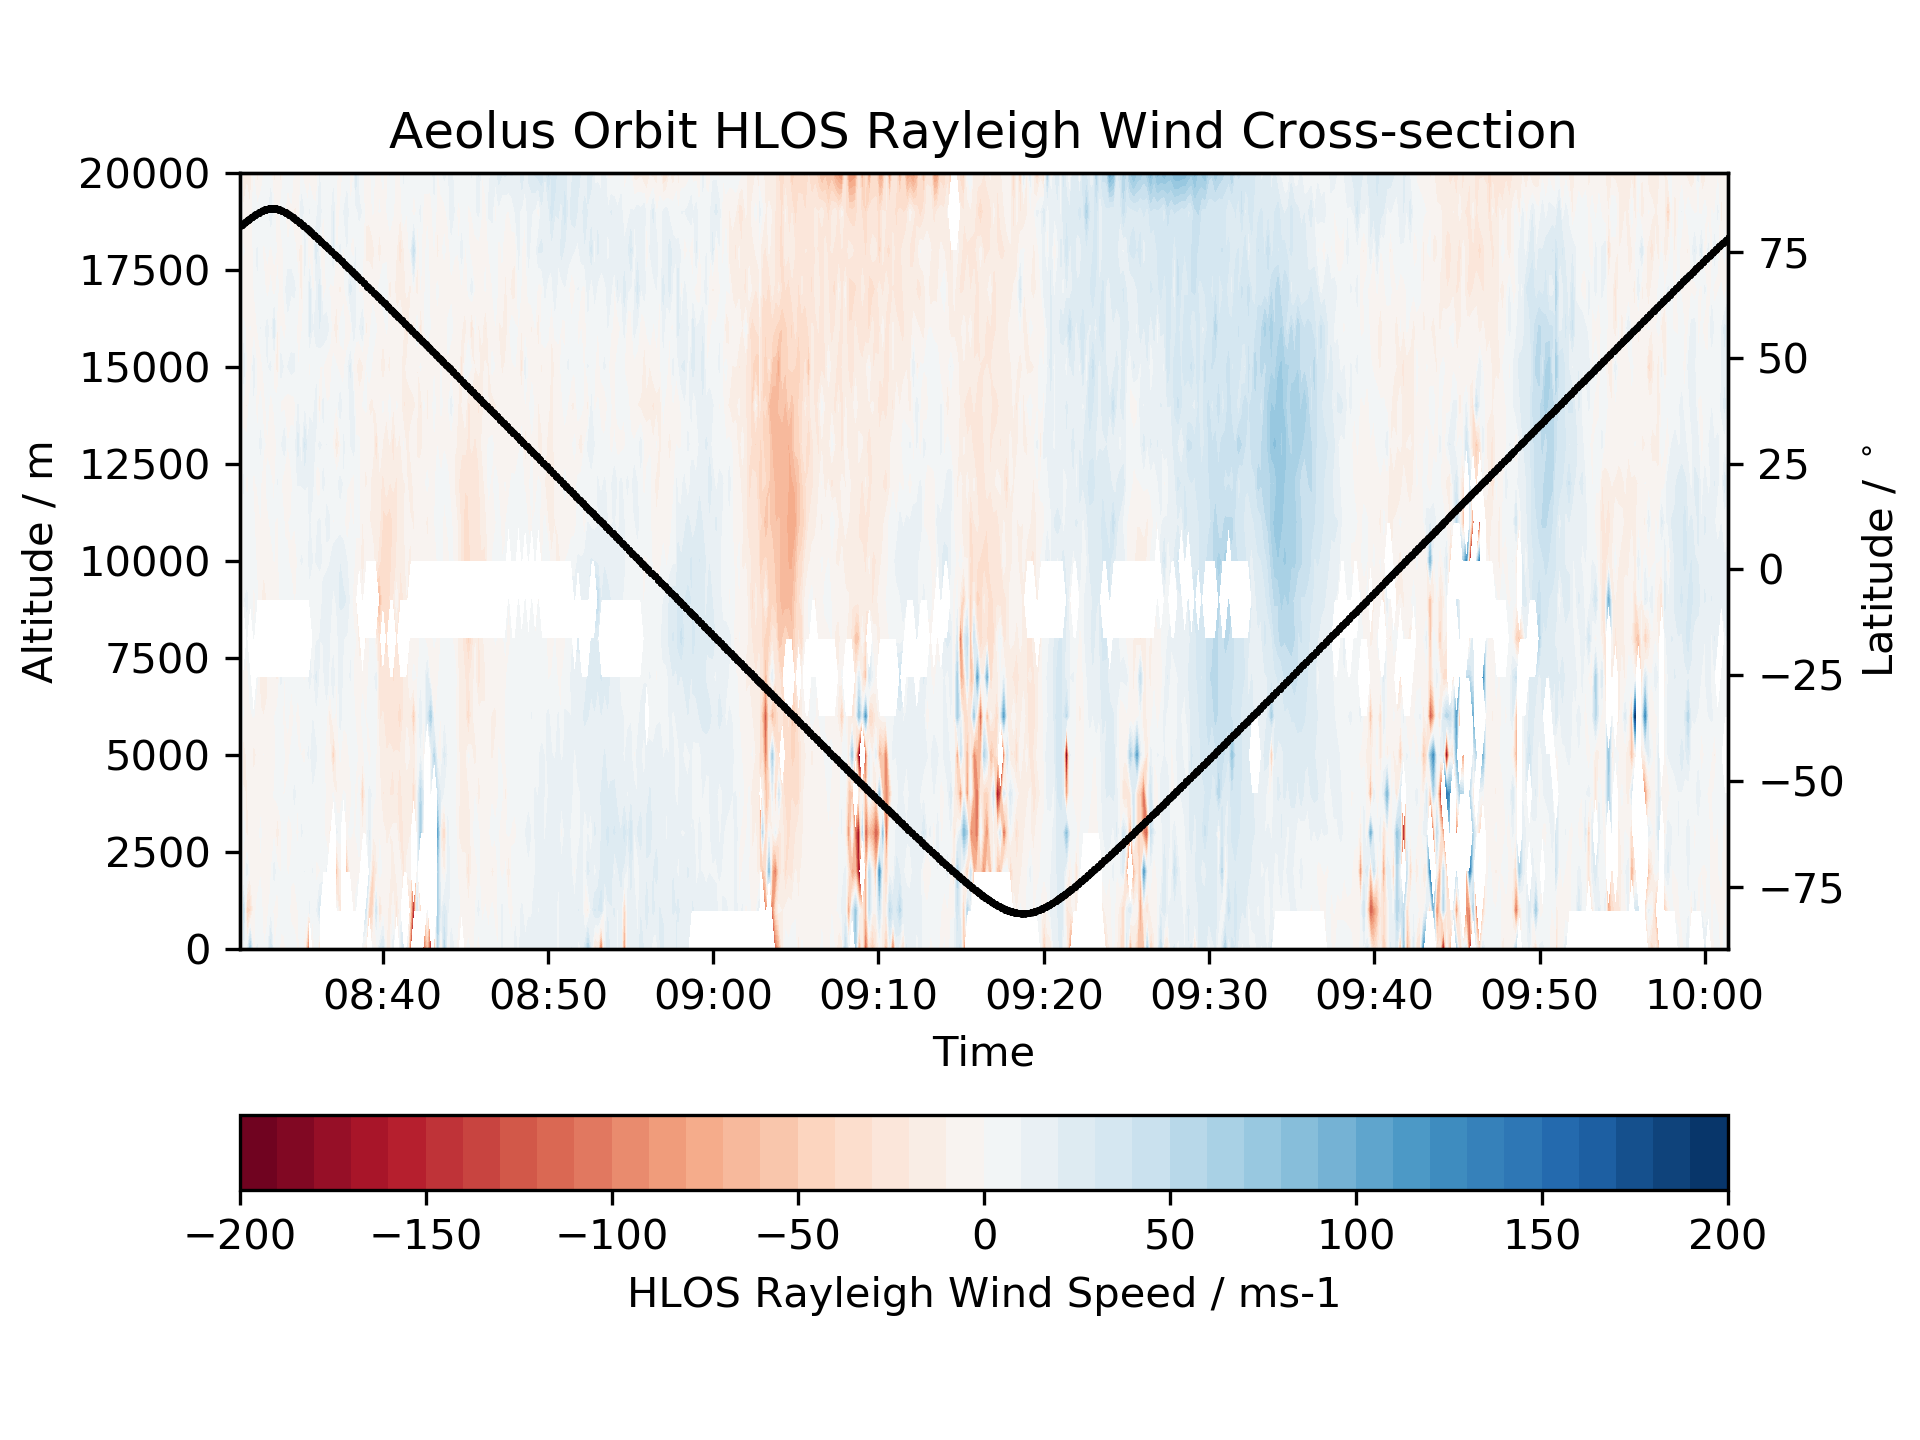 Aeolus Orbit HLOS Rayleigh Wind Cross-section
20000
17500
15000
12500
10000
7500
5000
2500
0
Altitude / m
75
50
25
0
−25
−50
−75
Latitude / °
08:40 08:50 09:00 09:10 09:20 09:30 09:40 09:50 10:00
Time
−200 −150 −100 −50 0 50 100 150 200
HLOS Rayleigh Wind Speed / ms-1